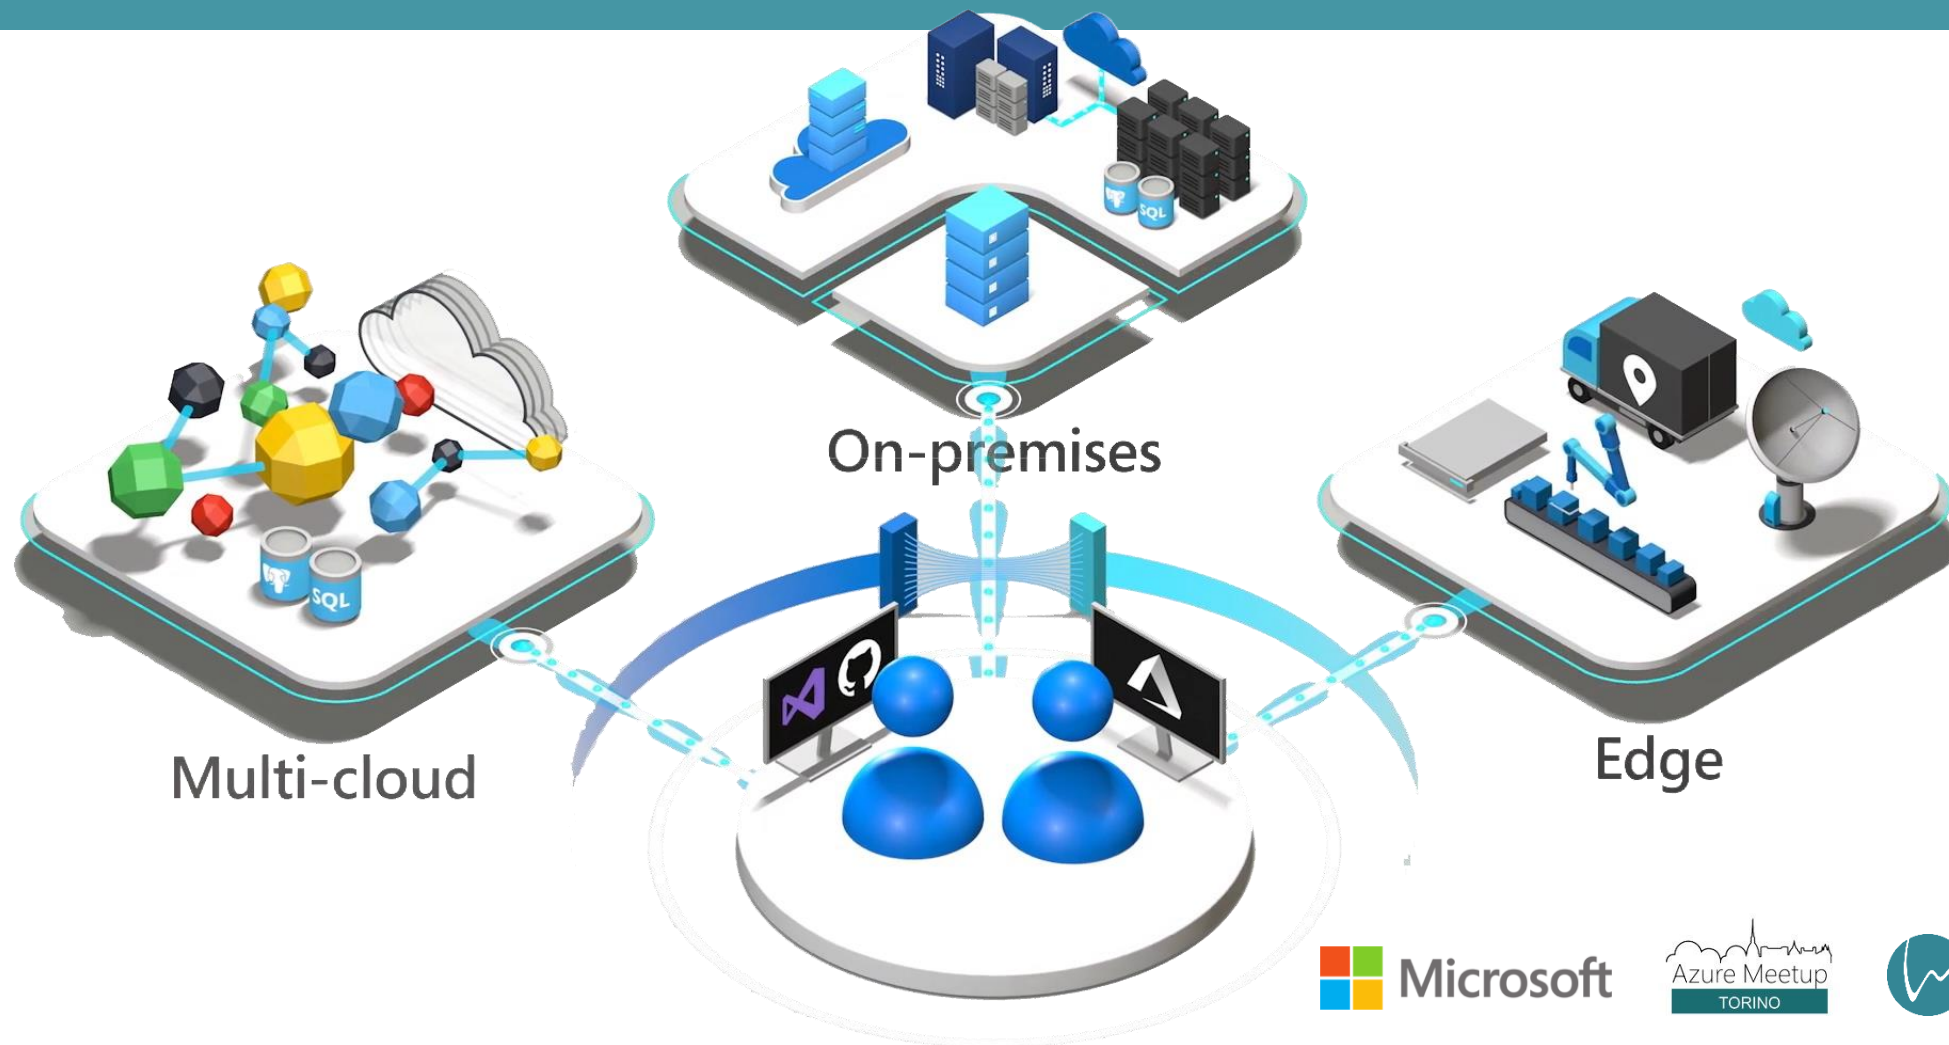 SQL
On-premises
SQL
Multi-cloud
Edge
Microsoft
Azure Meetup
TORINO